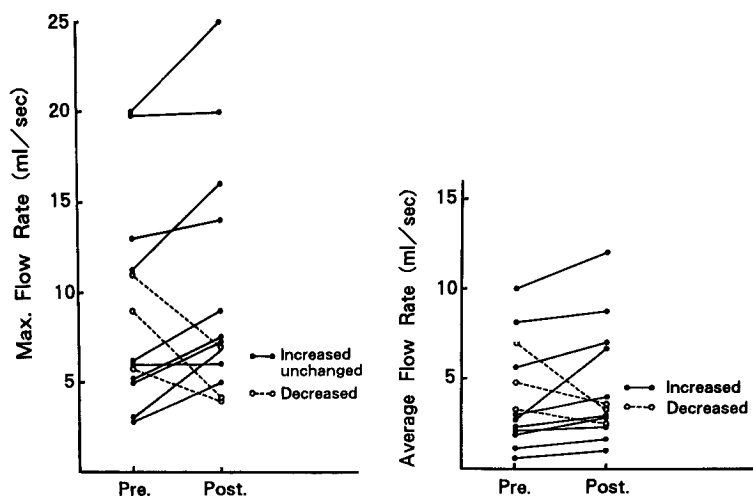 Max. Flow Rate (ml/sec)
25
20
15
10
5
Pre.
Post.
Increased
unchanged
Decreased
Average Flow Rate (ml/sec)
15
10
5
Pre.
Post.
Increased
Decreased